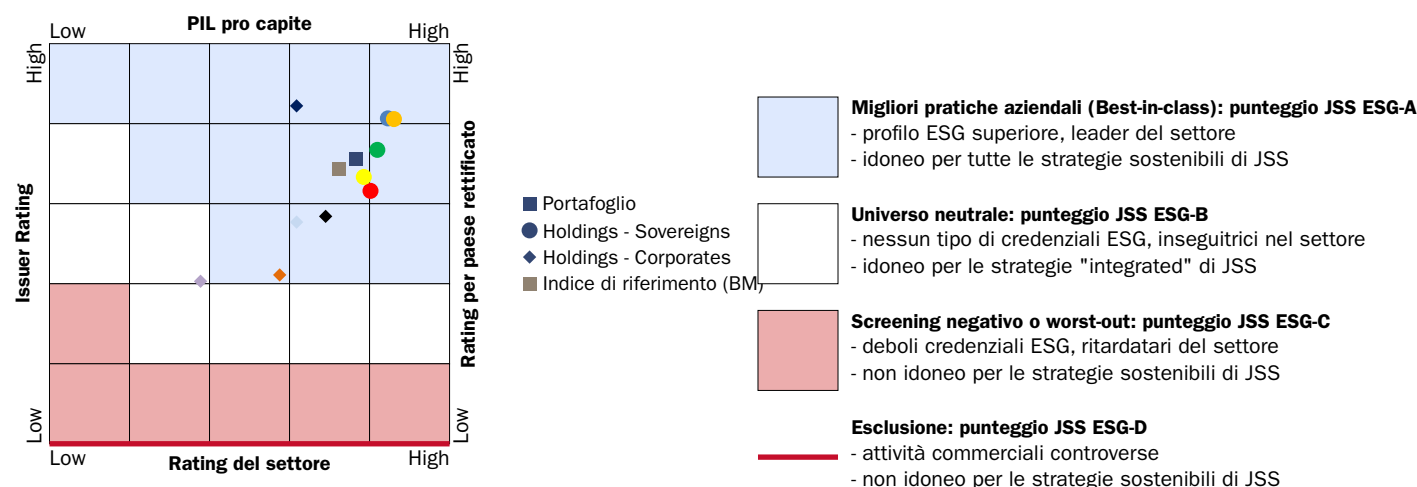 PIL pro capite
Low
High
High
High
Issuer Rating
Rating per paese rettificato
Low
Low
Low
High
Rating del settore
Portafoglio
Holdings - Sovereigns
Holdings - Corporates
Indice di riferimento (BM)
Migliori pratiche aziendali (Best-in-class): punteggio JSS ESG-A
- profilo ESG superiore, leader del settore
- idoneo per tutte le strategie sostenibili di JSS
Universo neutrale: punteggio JSS ESG-B
- nessun tipo di credenziali ESG, inseguitrici nel settore
- idoneo per le strategie "integrated" di JSS
Screening negativo o worst-out: punteggio JSS ESG-C
- deboli credenziali ESG, ritardatari del settore
- non idoneo per le strategie sostenibili di JSS
Esclusione: punteggio JSS ESG-D
- attività commerciali controverse
- non idoneo per le strategie sostenibili di JSS